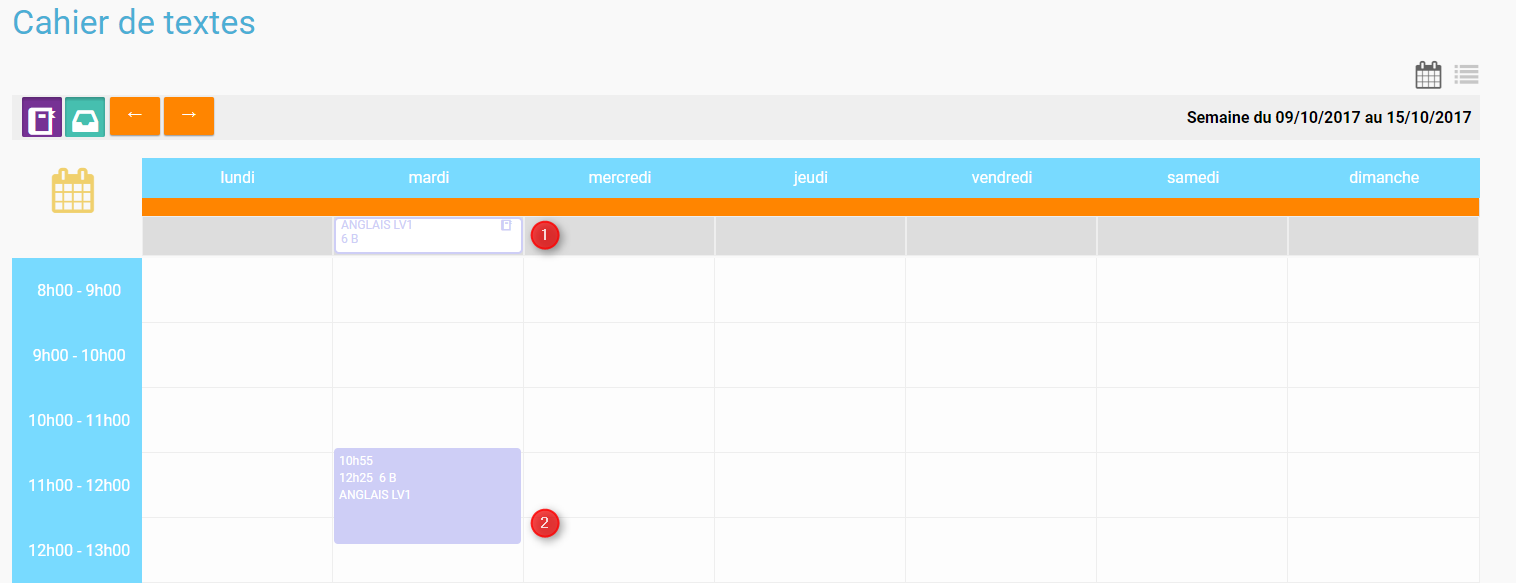 Cahier de textes
← →
Semaine du 09/10/2017 au 15/10/2017
lundi mardi mercredi jeudi vendredi samedi dimanche
ANGLAIS LV1
6 B
1
8h00 - 9h00
9h00 - 10h00
10h00 - 11h00
10h55
12h25 6 B
ANGLAIS LV1
11h00 - 12h00
2
12h00 - 13h00